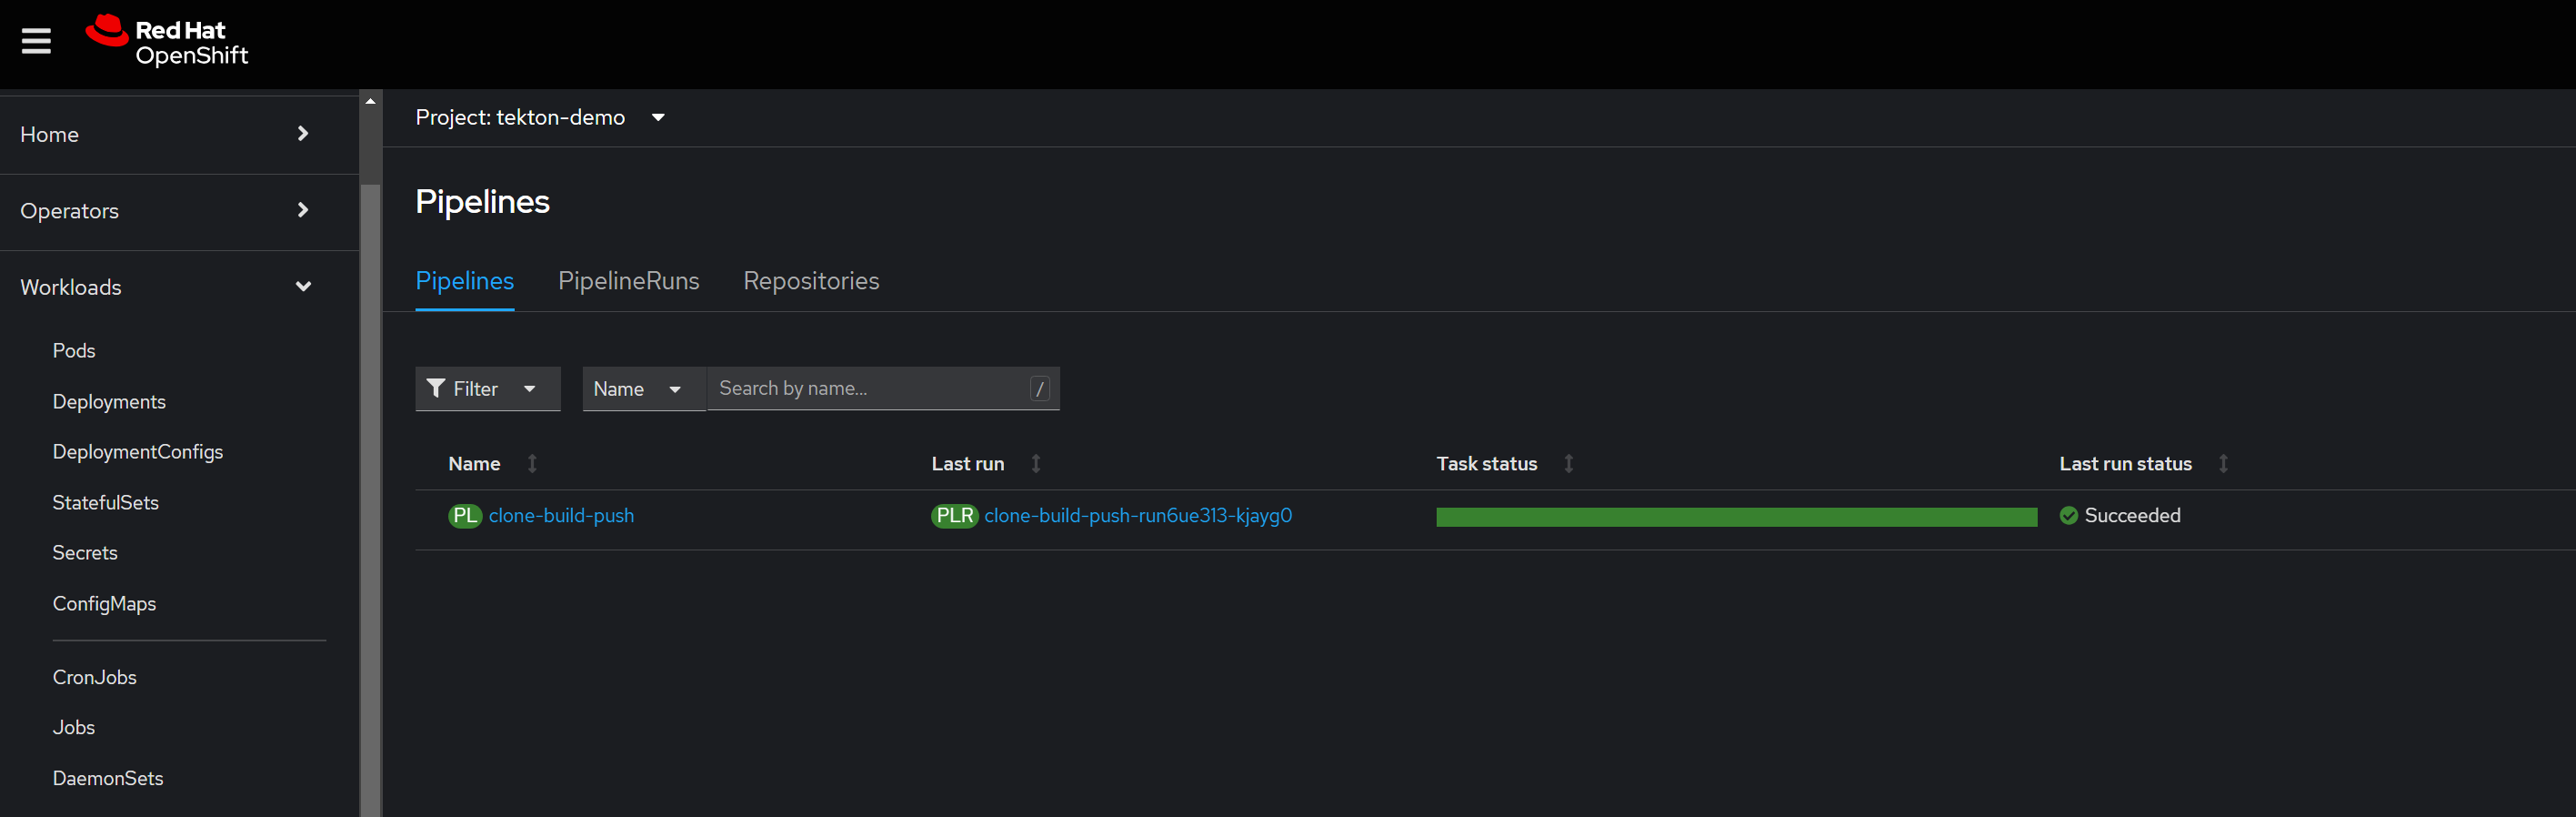 Red Hat
OpenShift
Home
Operators
Workloads
Pods
Deployments
DeploymentConfigs
StatefulSets
Secrets
ConfigMaps
CronJobs
Jobs
DaemonSets
Project: tekton-demo
Pipelines
Pipelines PipelineRuns Repositories
Filter Name Search by name... /
Name Last run Task status Last run status
PL clone-build-push PLR clone-build-push-run6ue313-kjayg0 Succeeded